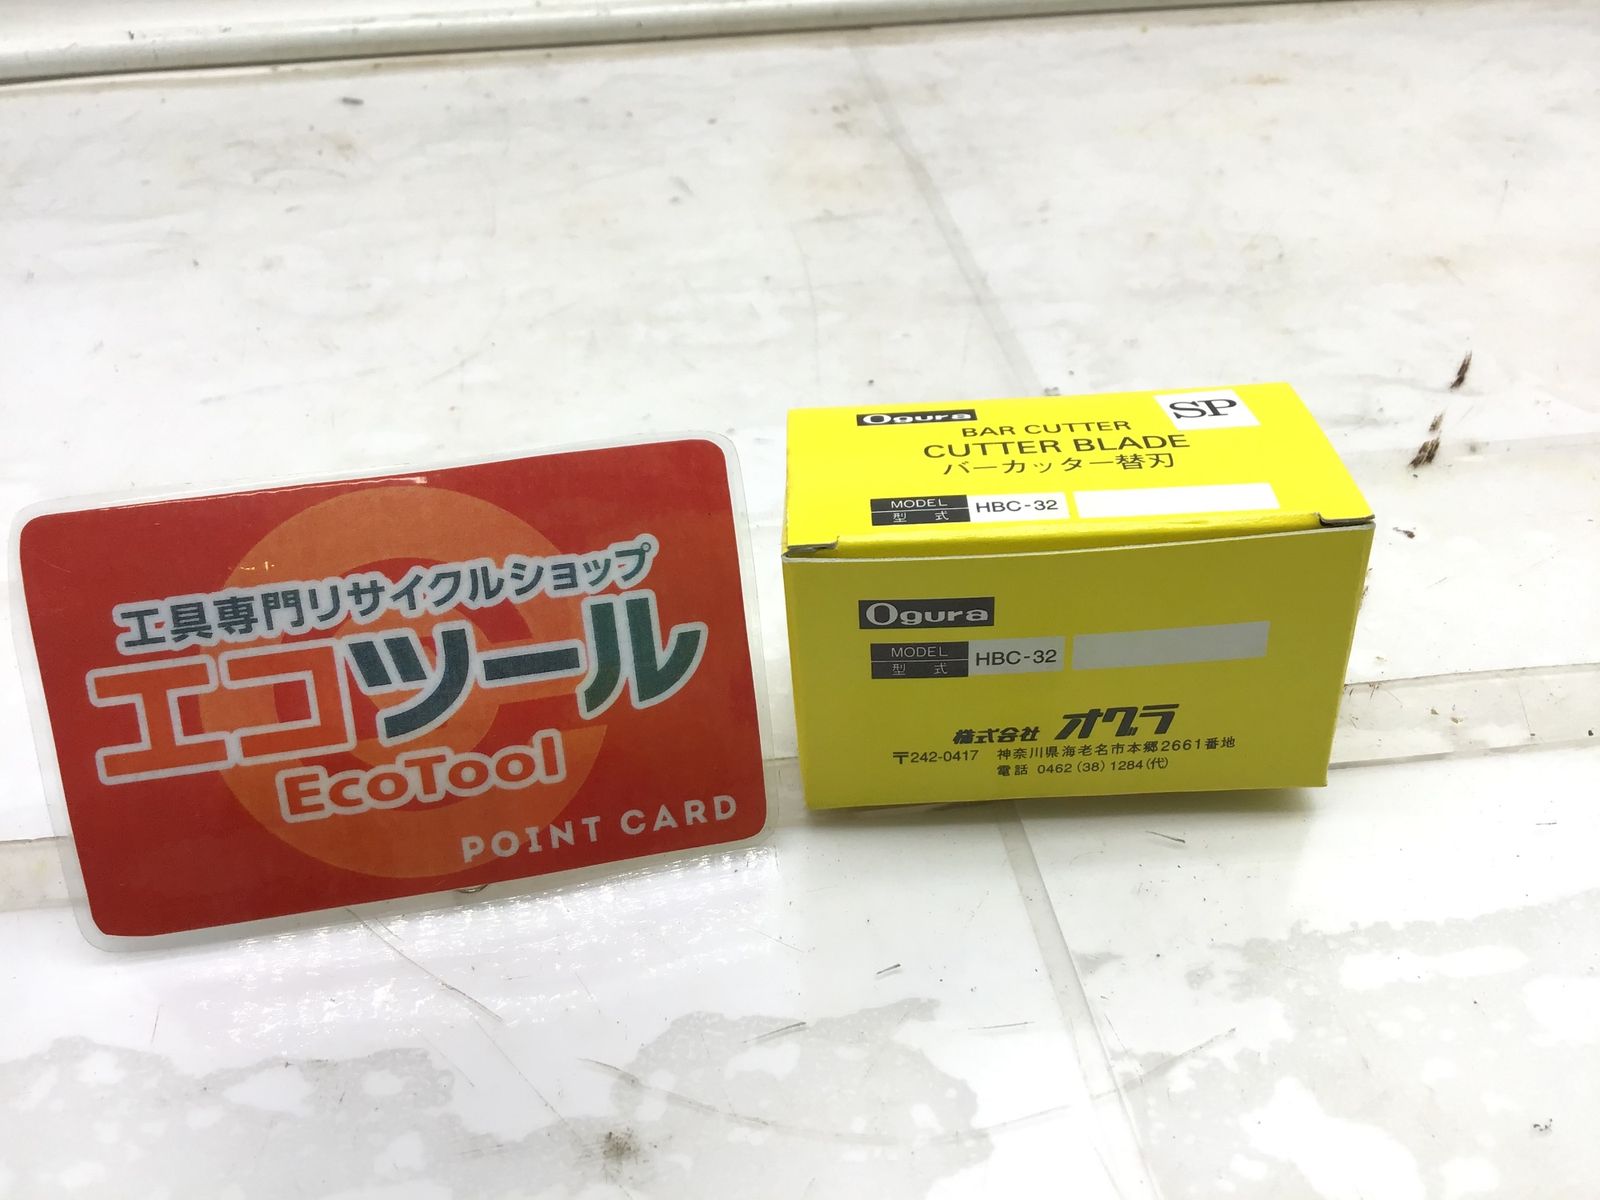 工具専門リサイクルショップ
エコツール
EcoTool
POINT CARD
Ogura
SP
BAR CUTTER
CUTTER BLADE
バーカッター替刃
MODEL
型式
HBC-32
Ogura
MODEL
型式
HBC-32
株式会社 オグラ
〒242-0417 神奈川県海老名市本郷2661番地
電話 0462(38)1284(代)